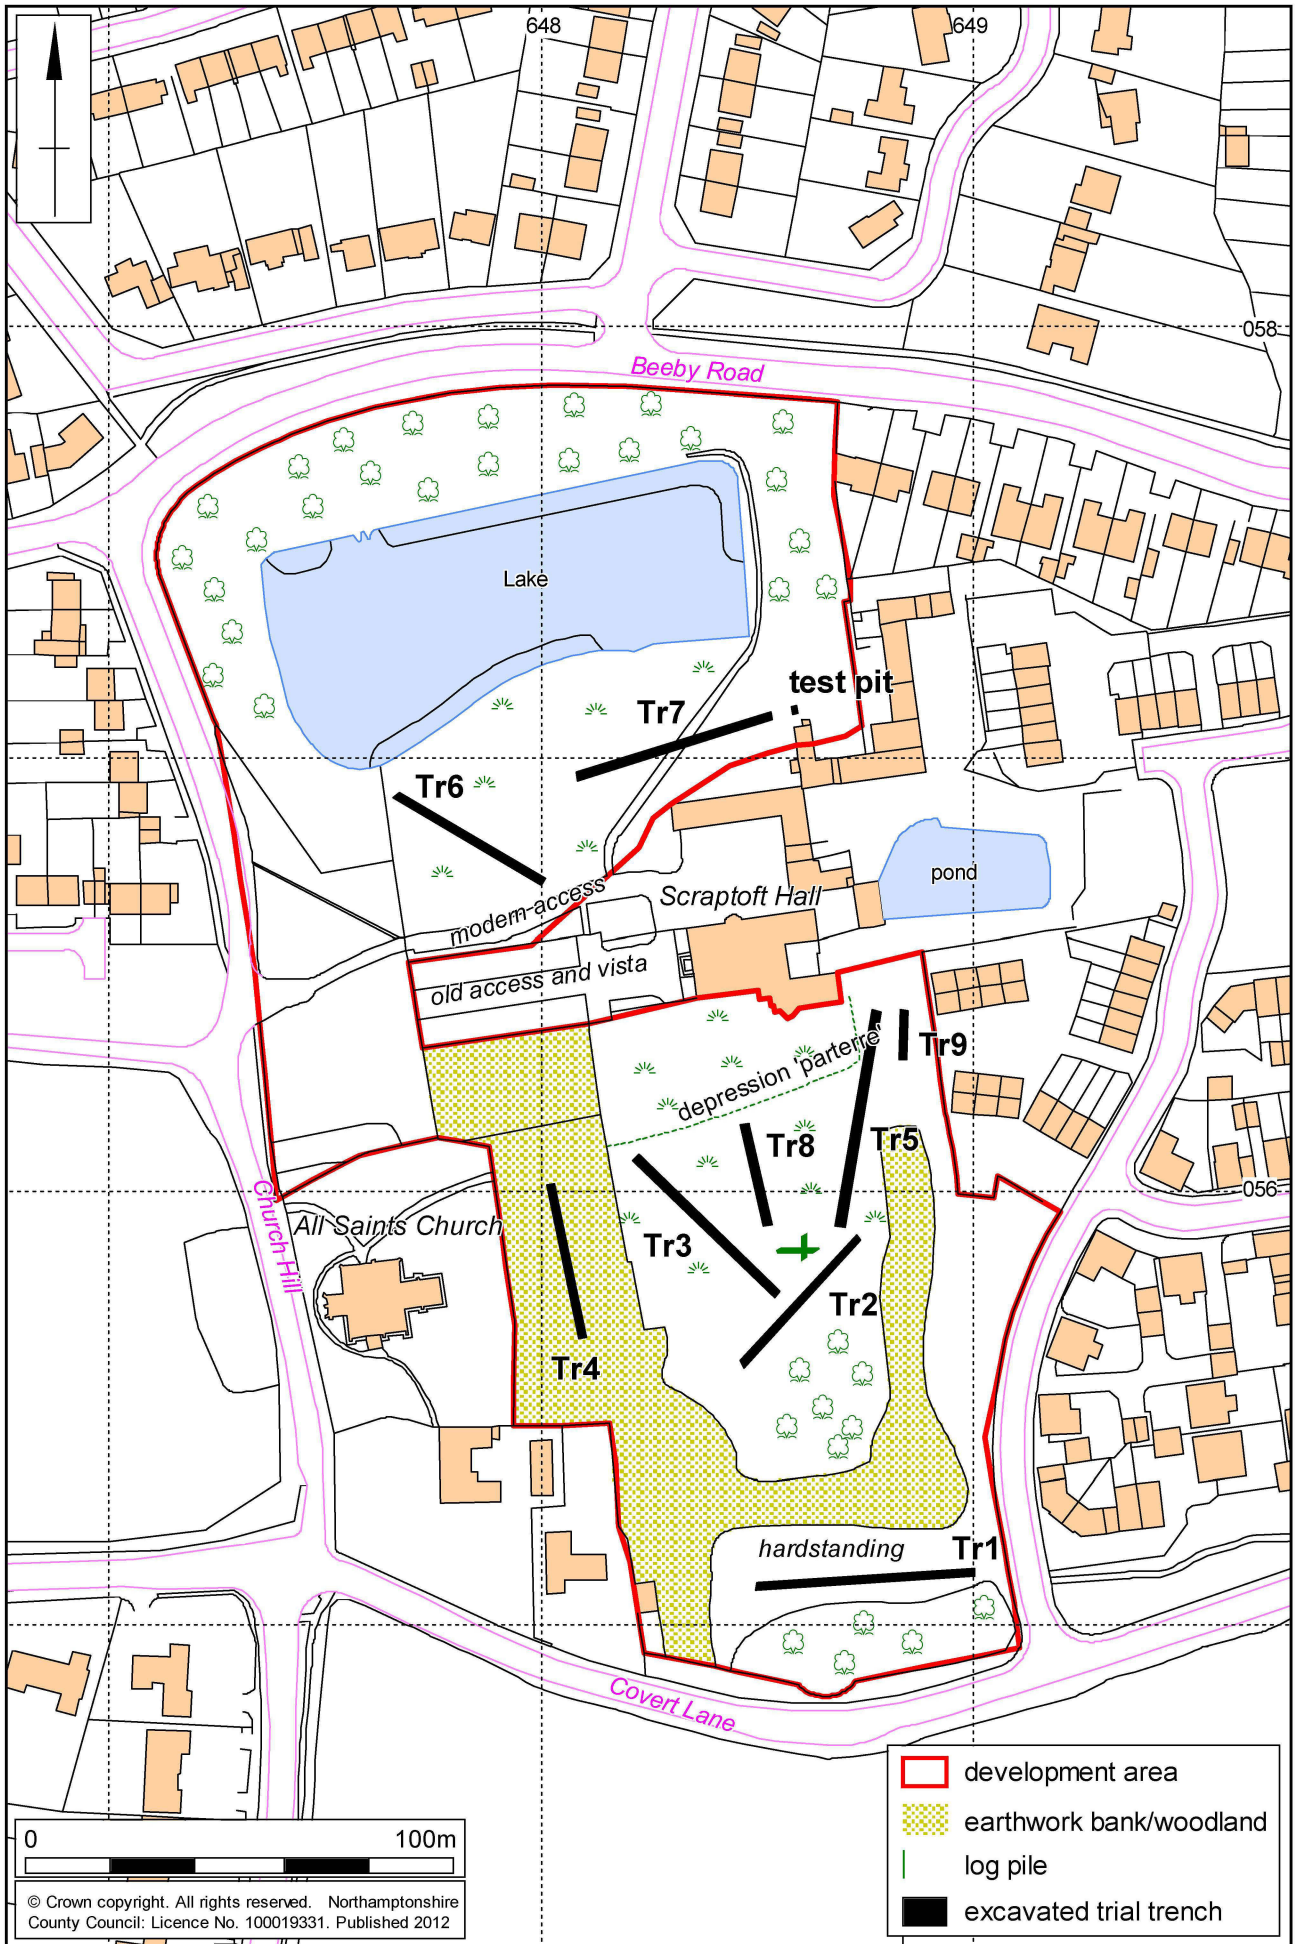 648
649
058
Beeby Road
Lake
test pit
Tr7
Tr6
pond
Scraptoft Hall
modern access
old access and vista
depression 'parterre'
Tr9
Tr8
Tr5
056
Church Hill
All Saints Church
Tr3
Tr2
Tr4
hardstanding
Tr1
Covert Lane
development area
earthwork bank/woodland
log pile
excavated trial trench
0 100m
© Crown copyright. All rights reserved. Northamptonshire
County Council: Licence No. 100019331. Published 2012